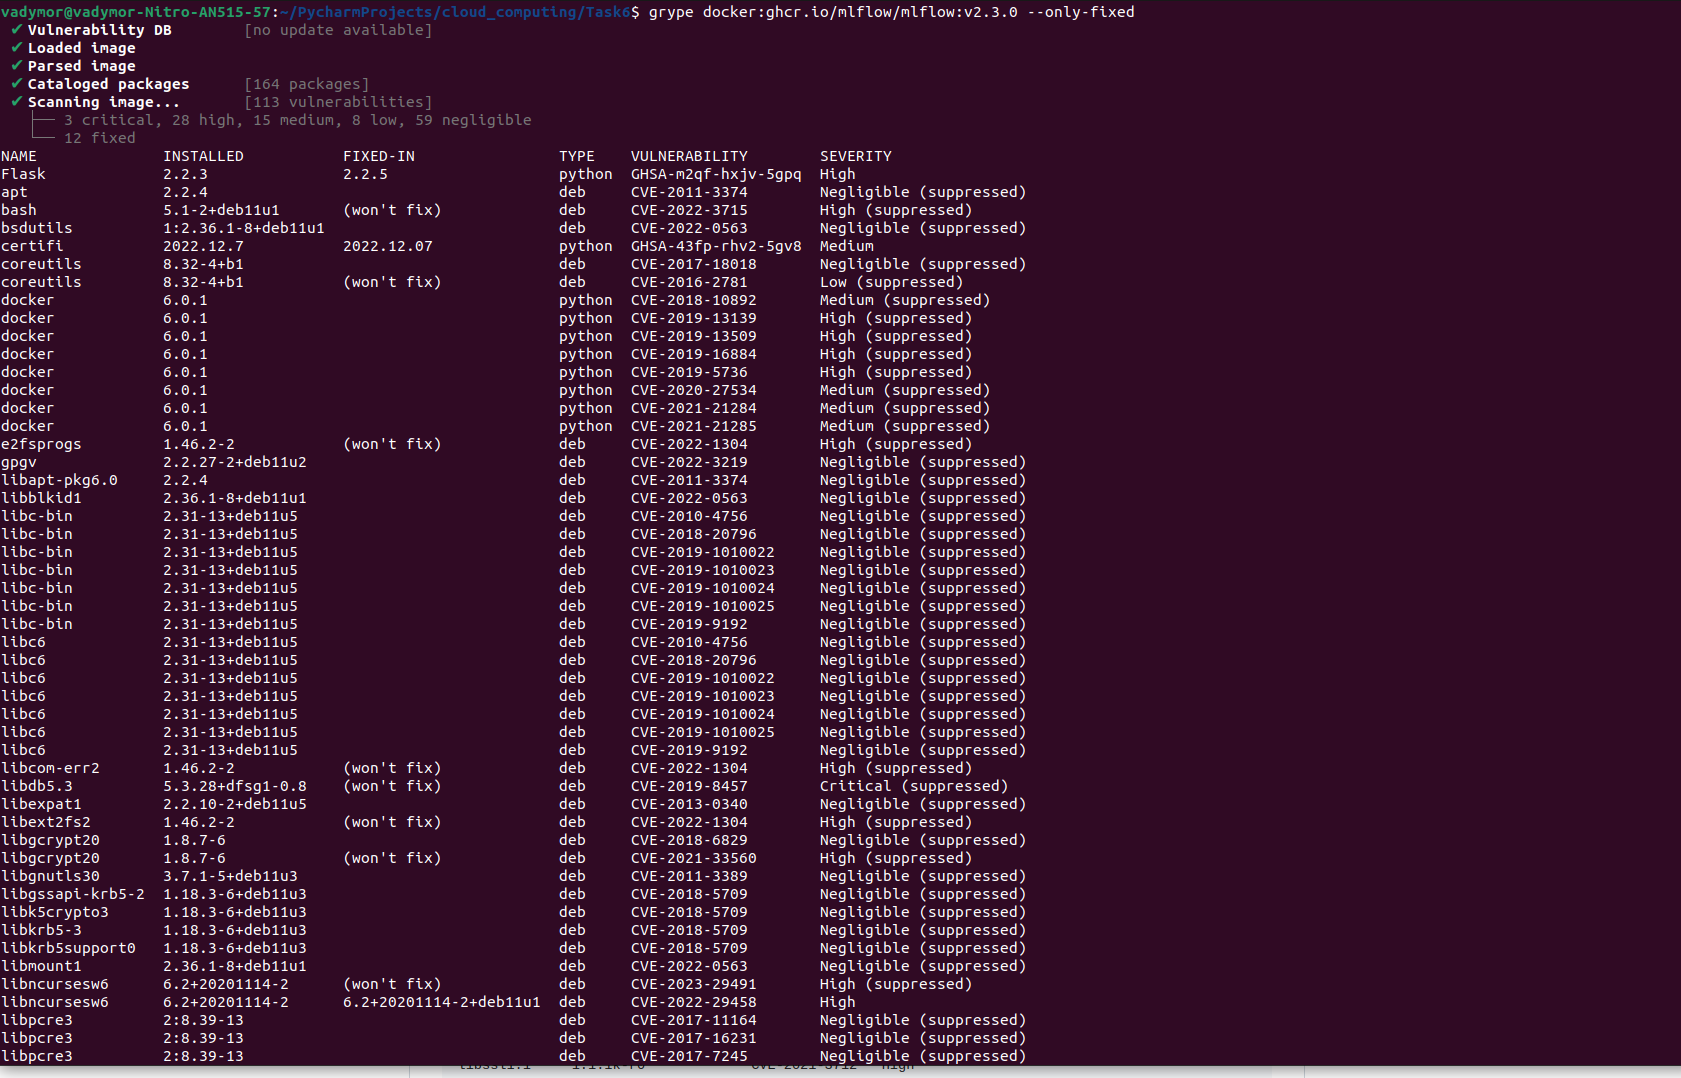 vadymor@vadymor-Nitro-AN515-57:~/PycharmProjects/cloud_computing/Task6$ grype docker:ghcr.io/mlflow/mlflow:v2.3.0 --only-fixed
✔ Vulnerability DB [no update available]
✔ Loaded image
✔ Parsed image
✔ Cataloged packages [164 packages]
✔ Scanning image... [113 vulnerabilities]
├── 3 critical, 28 high, 15 medium, 8 low, 59 negligible
└── 12 fixed
NAME INSTALLED FIXED-IN TYPE VULNERABILITY SEVERITY
Flask 2.2.3 2.2.5 python GHSA-m2qf-hxjv-5gpq High
apt 2.2.4 deb CVE-2011-3374 Negligible (suppressed)
bash 5.1-2+deb11u1 (won't fix) deb CVE-2022-3715 High (suppressed)
bsdutils 1:2.36.1-8+deb11u1 deb CVE-2022-0563 Negligible (suppressed)
certifi 2022.12.7 2022.12.07 python GHSA-43fp-rhv2-5gv8 Medium
coreutils 8.32-4+b1 deb CVE-2017-18018 Negligible (suppressed)
coreutils 8.32-4+b1 (won't fix) deb CVE-2016-2781 Low (suppressed)
docker 6.0.1 python CVE-2018-10892 Medium (suppressed)
docker 6.0.1 python CVE-2019-13139 High (suppressed)
docker 6.0.1 python CVE-2019-13509 High (suppressed)
docker 6.0.1 python CVE-2019-16884 High (suppressed)
docker 6.0.1 python CVE-2019-5736 High (suppressed)
docker 6.0.1 python CVE-2020-27534 Medium (suppressed)
docker 6.0.1 python CVE-2021-21284 Medium (suppressed)
docker 6.0.1 python CVE-2021-21285 Medium (suppressed)
e2fsprogs 1.46.2-2 (won't fix) deb CVE-2022-1304 High (suppressed)
gpgv 2.2.27-2+deb11u2 deb CVE-2022-3219 Negligible (suppressed)
libapt-pkg6.0 2.2.4 deb CVE-2011-3374 Negligible (suppressed)
libblkid1 2.36.1-8+deb11u1 deb CVE-2022-0563 Negligible (suppressed)
libc-bin 2.31-13+deb11u5 deb CVE-2010-4756 Negligible (suppressed)
libc-bin 2.31-13+deb11u5 deb CVE-2018-20796 Negligible (suppressed)
libc-bin 2.31-13+deb11u5 deb CVE-2019-1010022 Negligible (suppressed)
libc-bin 2.31-13+deb11u5 deb CVE-2019-1010023 Negligible (suppressed)
libc-bin 2.31-13+deb11u5 deb CVE-2019-1010024 Negligible (suppressed)
libc-bin 2.31-13+deb11u5 deb CVE-2019-1010025 Negligible (suppressed)
libc-bin 2.31-13+deb11u5 deb CVE-2019-9192 Negligible (suppressed)
libc6 2.31-13+deb11u5 deb CVE-2010-4756 Negligible (suppressed)
libc6 2.31-13+deb11u5 deb CVE-2018-20796 Negligible (suppressed)
libc6 2.31-13+deb11u5 deb CVE-2019-1010022 Negligible (suppressed)
libc6 2.31-13+deb11u5 deb CVE-2019-1010023 Negligible (suppressed)
libc6 2.31-13+deb11u5 deb CVE-2019-1010024 Negligible (suppressed)
libc6 2.31-13+deb11u5 deb CVE-2019-1010025 Negligible (suppressed)
libc6 2.31-13+deb11u5 deb CVE-2019-9192 Negligible (suppressed)
libcom-err2 1.46.2-2 (won't fix) deb CVE-2022-1304 High (suppressed)
libdb5.3 5.3.28+dfsg1-0.8 (won't fix) deb CVE-2019-8457 Critical (suppressed)
libexpat1 2.2.10-2+deb11u5 deb CVE-2013-0340 Negligible (suppressed)
libext2fs2 1.46.2-2 (won't fix) deb CVE-2022-1304 High (suppressed)
libgcrypt20 1.8.7-6 deb CVE-2018-6829 Negligible (suppressed)
libgcrypt20 1.8.7-6 (won't fix) deb CVE-2021-33560 High (suppressed)
libgnutls30 3.7.1-5+deb11u3 deb CVE-2011-3389 Negligible (suppressed)
libgssapi-krb5-2 1.18.3-6+deb11u3 deb CVE-2018-5709 Negligible (suppressed)
libk5crypto3 1.18.3-6+deb11u3 deb CVE-2018-5709 Negligible (suppressed)
libkrb5-3 1.18.3-6+deb11u3 deb CVE-2018-5709 Negligible (suppressed)
libkrb5support0 1.18.3-6+deb11u3 deb CVE-2018-5709 Negligible (suppressed)
libmount1 2.36.1-8+deb11u1 deb CVE-2022-0563 Negligible (suppressed)
libncursesw6 6.2+20201114-2 (won't fix) deb CVE-2023-29491 High (suppressed)
libncursesw6 6.2+20201114-2 6.2+20201114-2+deb11u1 deb CVE-2022-29458 High
libpcre3 2:8.39-13 deb CVE-2017-11164 Negligible (suppressed)
libpcre3 2:8.39-13 deb CVE-2017-16231 Negligible (suppressed)
libpcre3 2:8.39-13 deb CVE-2017-7245 Negligible (suppressed)